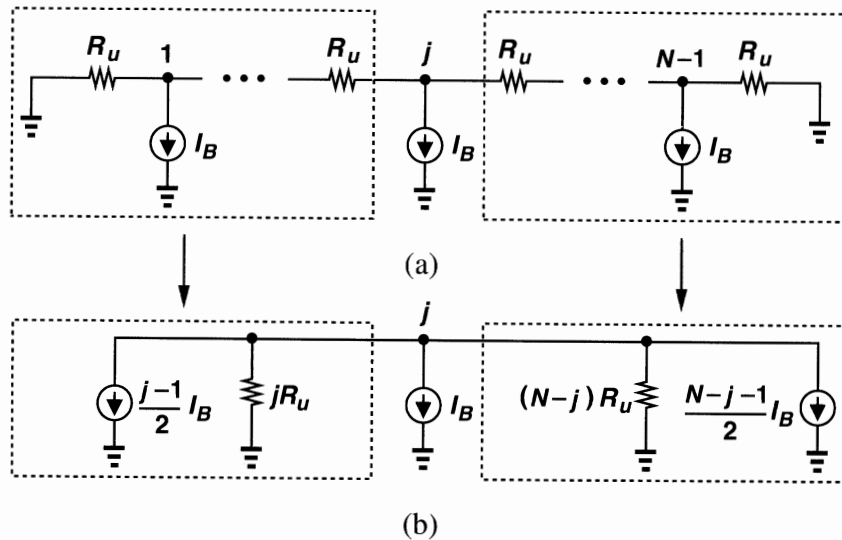 R_u 1 • • • R_u j R_u • • • N−1 R_u
I_B I_B I_B
(a)
j
j−1/2 I_B jR_u I_B (N−j)R_u N−j−1/2 I_B
(b)